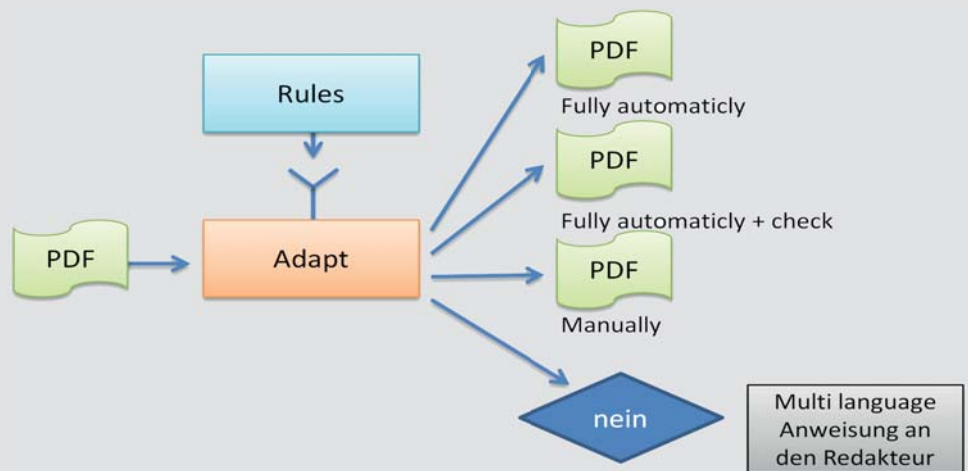 PDF
Fully automaticly
Rules
PDF
Fully automaticly + check
PDF
Adapt
PDF
Manually
nein
Multi language
Anweisung an
den Redakteur